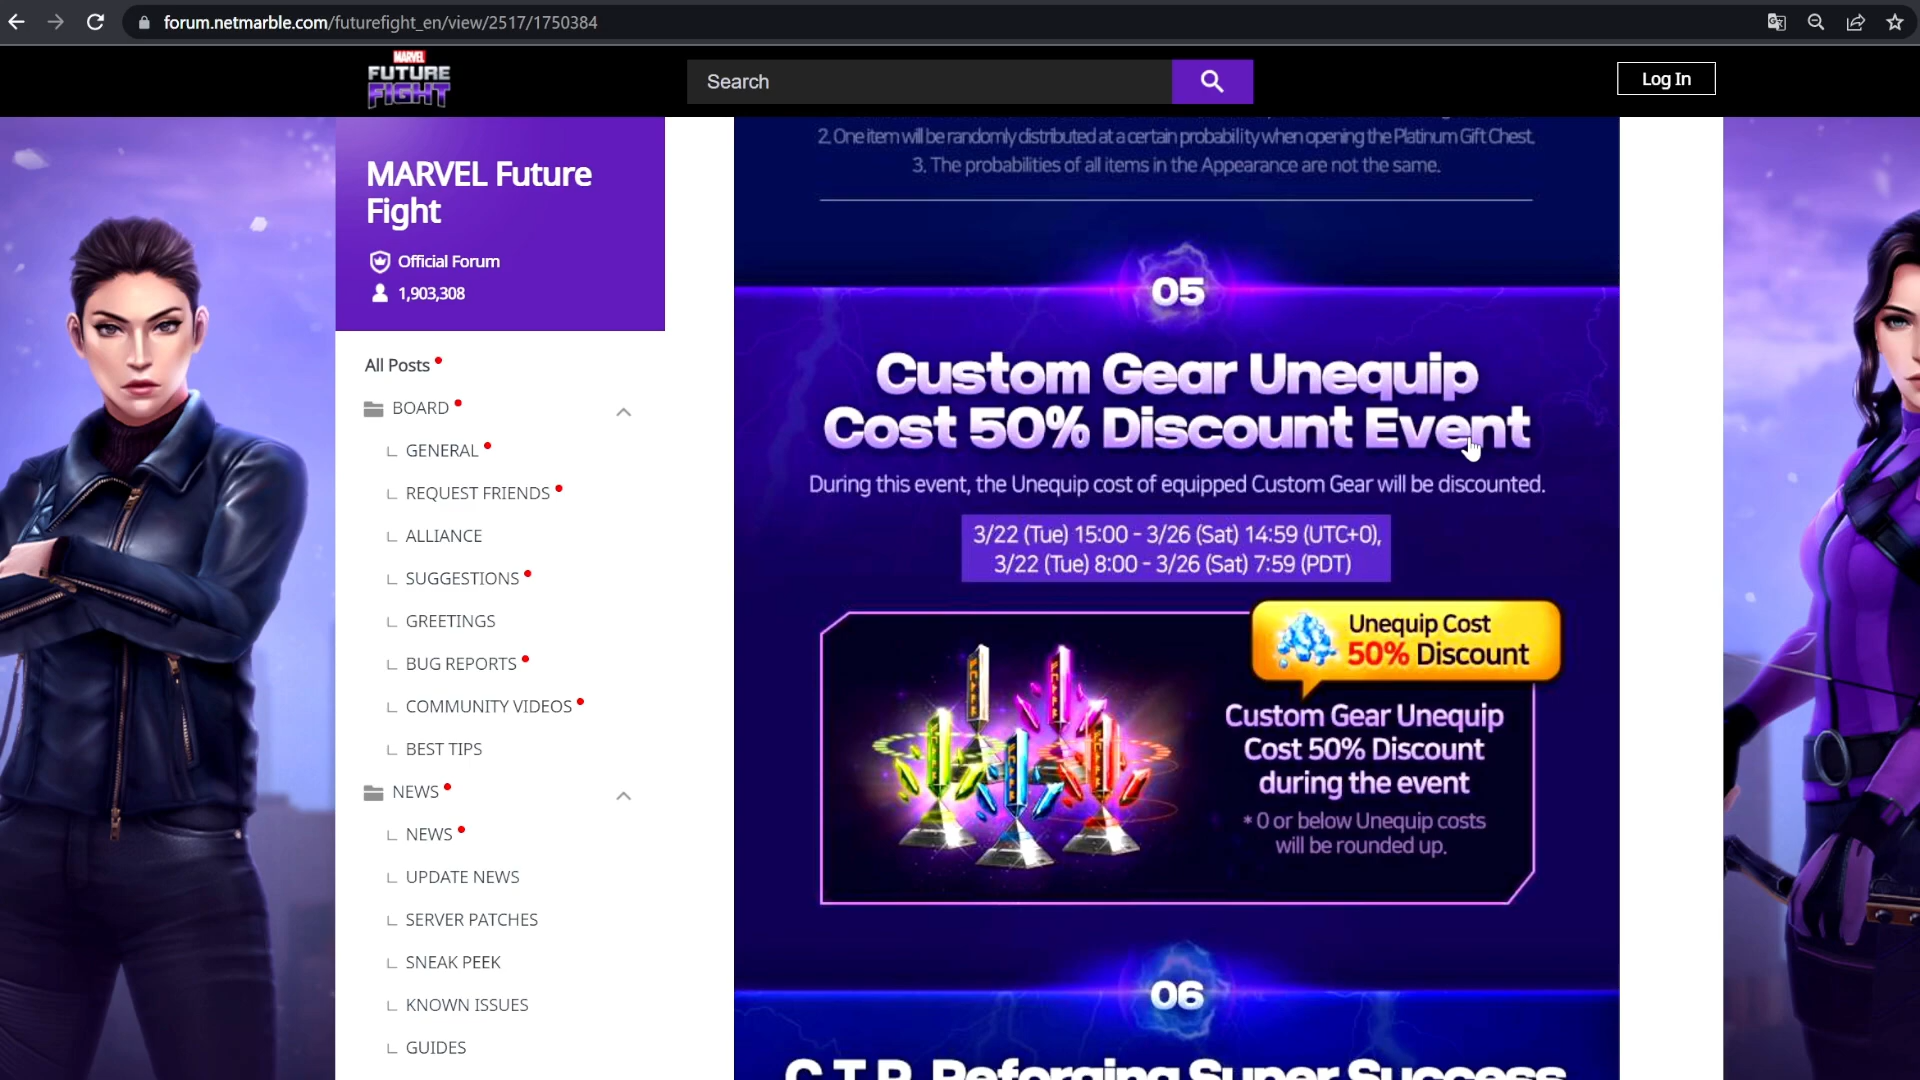 forum.netmarble.com/futurefight_en/view/2517/1750384
MARVEL
FUTURE
FIGHT
Search
Log In
MARVEL Future
Fight
Official Forum
1,903,308
All Posts
BOARD
GENERAL
REQUEST FRIENDS
ALLIANCE
SUGGESTIONS
GREETINGS
BUG REPORTS
COMMUNITY VIDEOS
BEST TIPS
NEWS
NEWS
UPDATE NEWS
SERVER PATCHES
SNEAK PEEK
KNOWN ISSUES
GUIDES
2. One item will be randomly distributed at a certain probability when opening the Platinum Gift Chest.
3. The probabilities of all items in the Appearance are not the same.
05
Custom Gear Unequip
Cost 50% Discount Event
During this event, the Unequip cost of equipped Custom Gear will be discounted.
3/22 (Tue) 15:00 - 3/26 (Sat) 14:59 (UTC+0),
3/22 (Tue) 8:00 - 3/26 (Sat) 7:59 (PDT)
Unequip Cost
50% Discount
Custom Gear Unequip
Cost 50% Discount
during the event
* 0 or below Unequip costs
will be rounded up.
06
C.T.P. Reforging Super Success